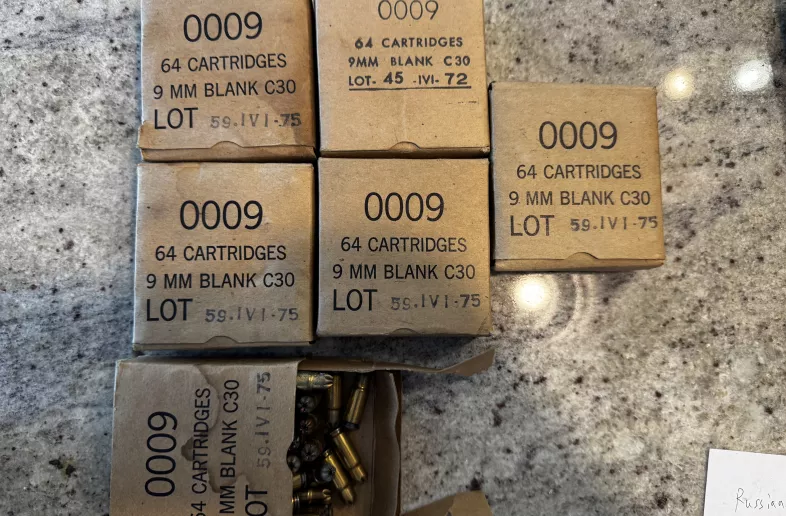 0009
64 CARTRIDGES
9 MM BLANK C30
LOT 59.IVI-75
0009
64 CARTRIDGES
9MM BLANK C30
LOT. 45 .IVI. 72
0009
64 CARTRIDGES
9 MM BLANK C30
LOT 59.IVI-75
0009
64 CARTRIDGES
9 MM BLANK C30
LOT 59.IVI-75
0009
64 CARTRIDGES
9 MM BLANK C30
LOT 59.IVI-75
0009
64 CARTRIDGES
MM BLANK C30
OT 59.IVI-75
Russian